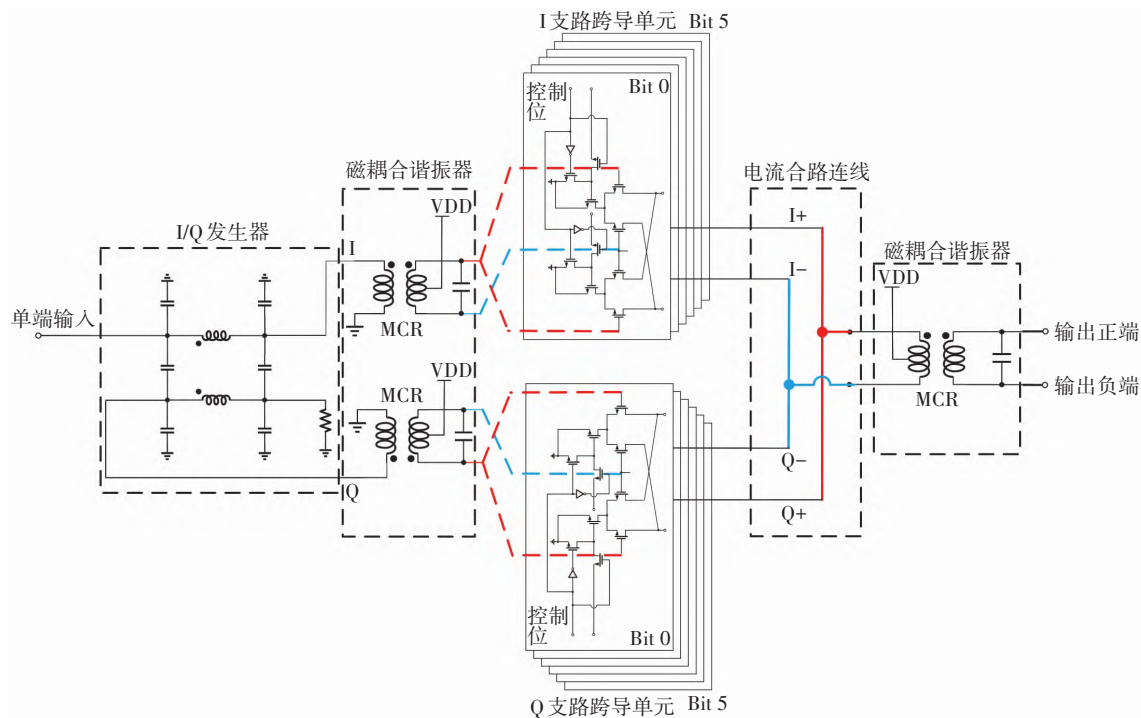 I支路跨导单元 Bit 5
Bit 0
控制
位
磁耦合谐振器
VDD
I/Q发生器
I
MCR
单端输入
VDD
MCR
Q
电流合路连线
I+
I−
Q−
Q+
磁耦合谐振器
VDD
MCR
输出正端
输出负端
控制
位
Bit 0
Q支路跨导单元 Bit 5